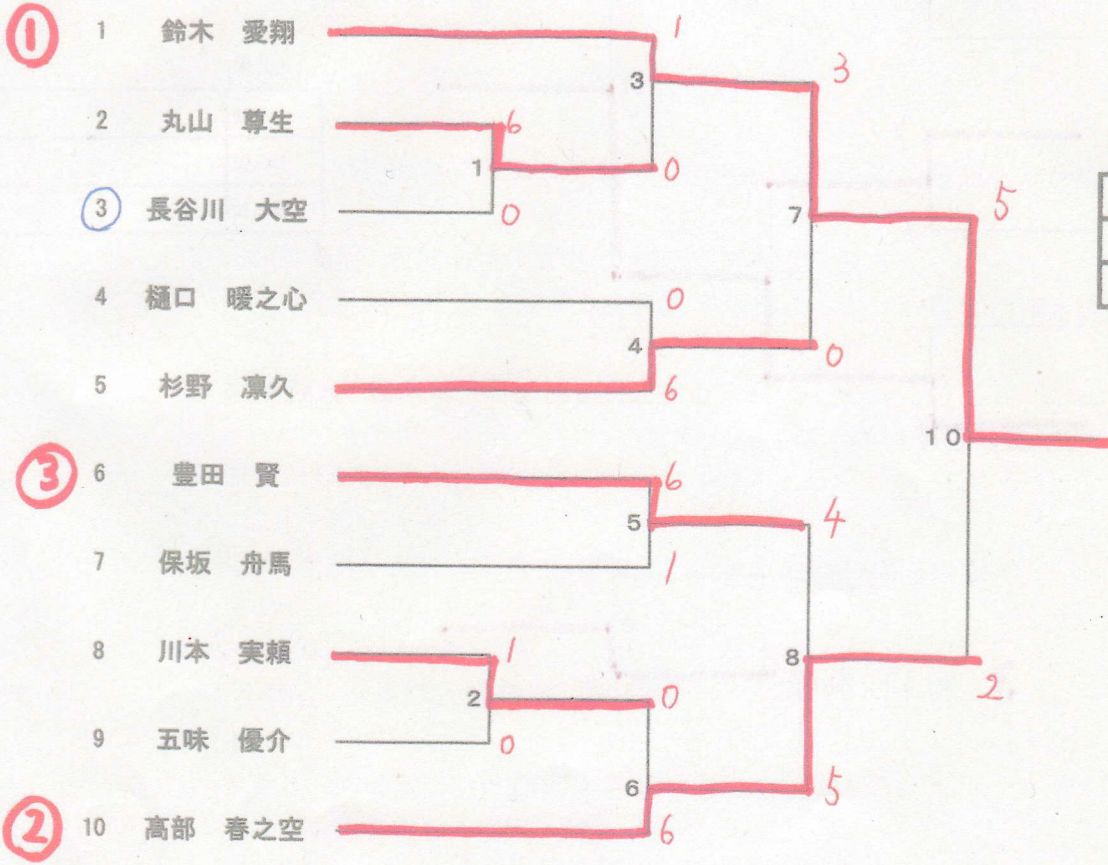 ① 1 鈴木 愛翔 1
3 3
2 丸山 尊生 6
1 0
③ 長谷川 大空 0
7 5
4 樋口 暖之心 0
4 0
5 杉野 凛久 6
10
③ 6 豊田 賢 6
5 4
7 保坂 舟馬 1
8 川本 実頼 1
8 2
2 0
9 五味 優介 0
6 5
② 10 高部 春之空 6